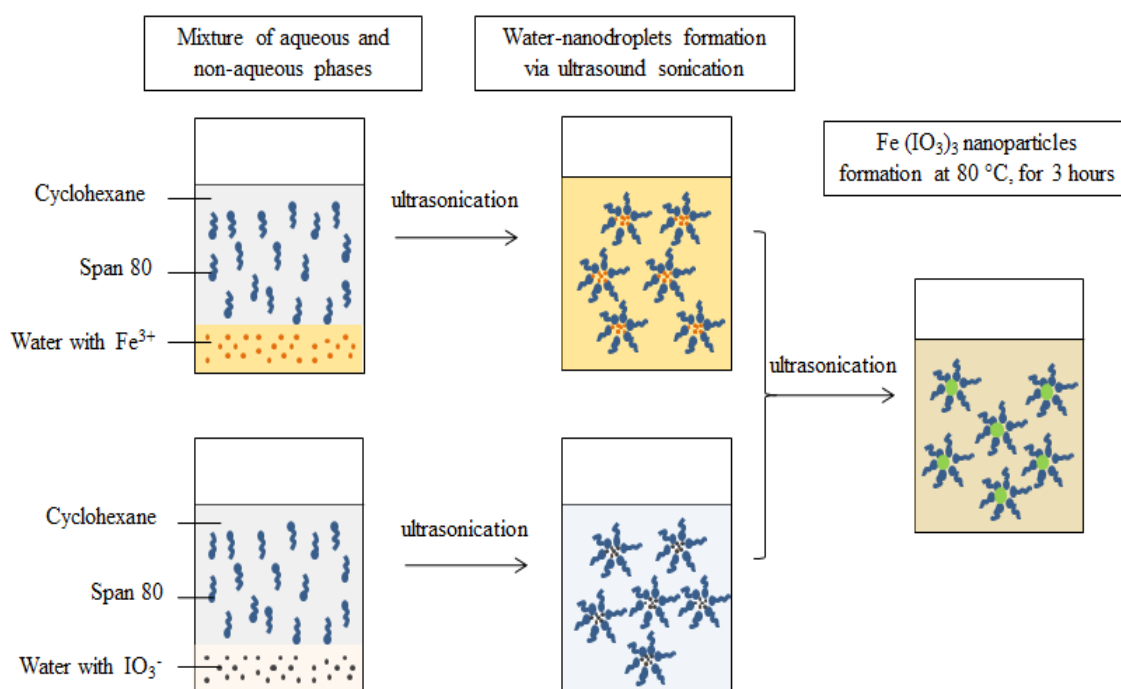 Mixture of aqueous and
non-aqueous phases
Water-nanodroplets formation
via ultrasound sonication
Fe (IO₃)₃ nanoparticles
formation at 80 °C, for 3 hours
Cyclohexane
Span 80
Water with Fe³⁺
ultrasonication
ultrasonication
Cyclohexane
Span 80
Water with IO₃⁻
ultrasonication